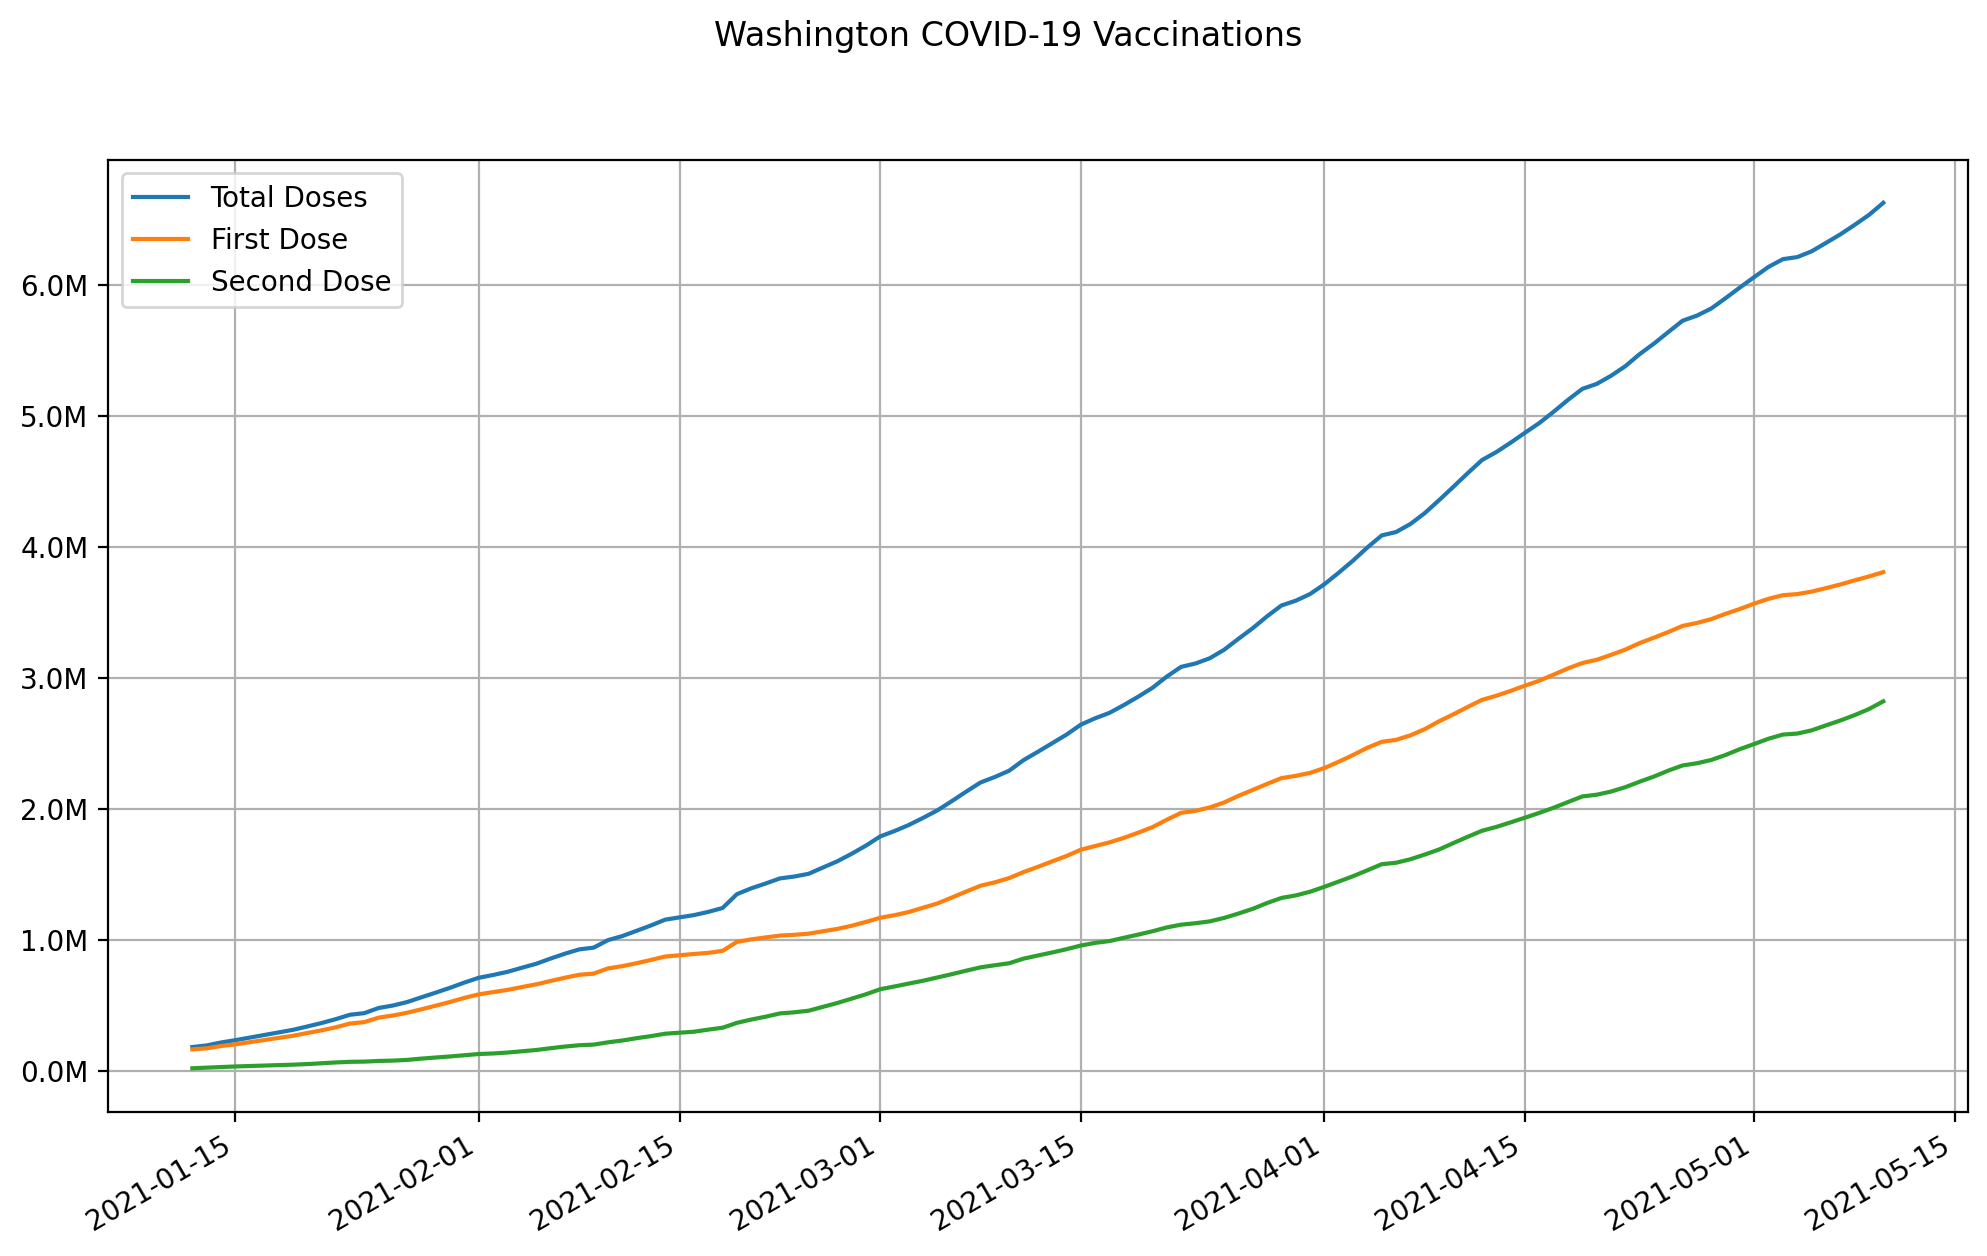 Washington COVID-19 Vaccinations
Total Doses
First Dose
Second Dose
6.0M
5.0M
4.0M
3.0M
2.0M
1.0M
0.0M
2021-01-15
2021-02-01
2021-02-15
2021-03-01
2021-03-15
2021-04-01
2021-04-15
2021-05-01
2021-05-15